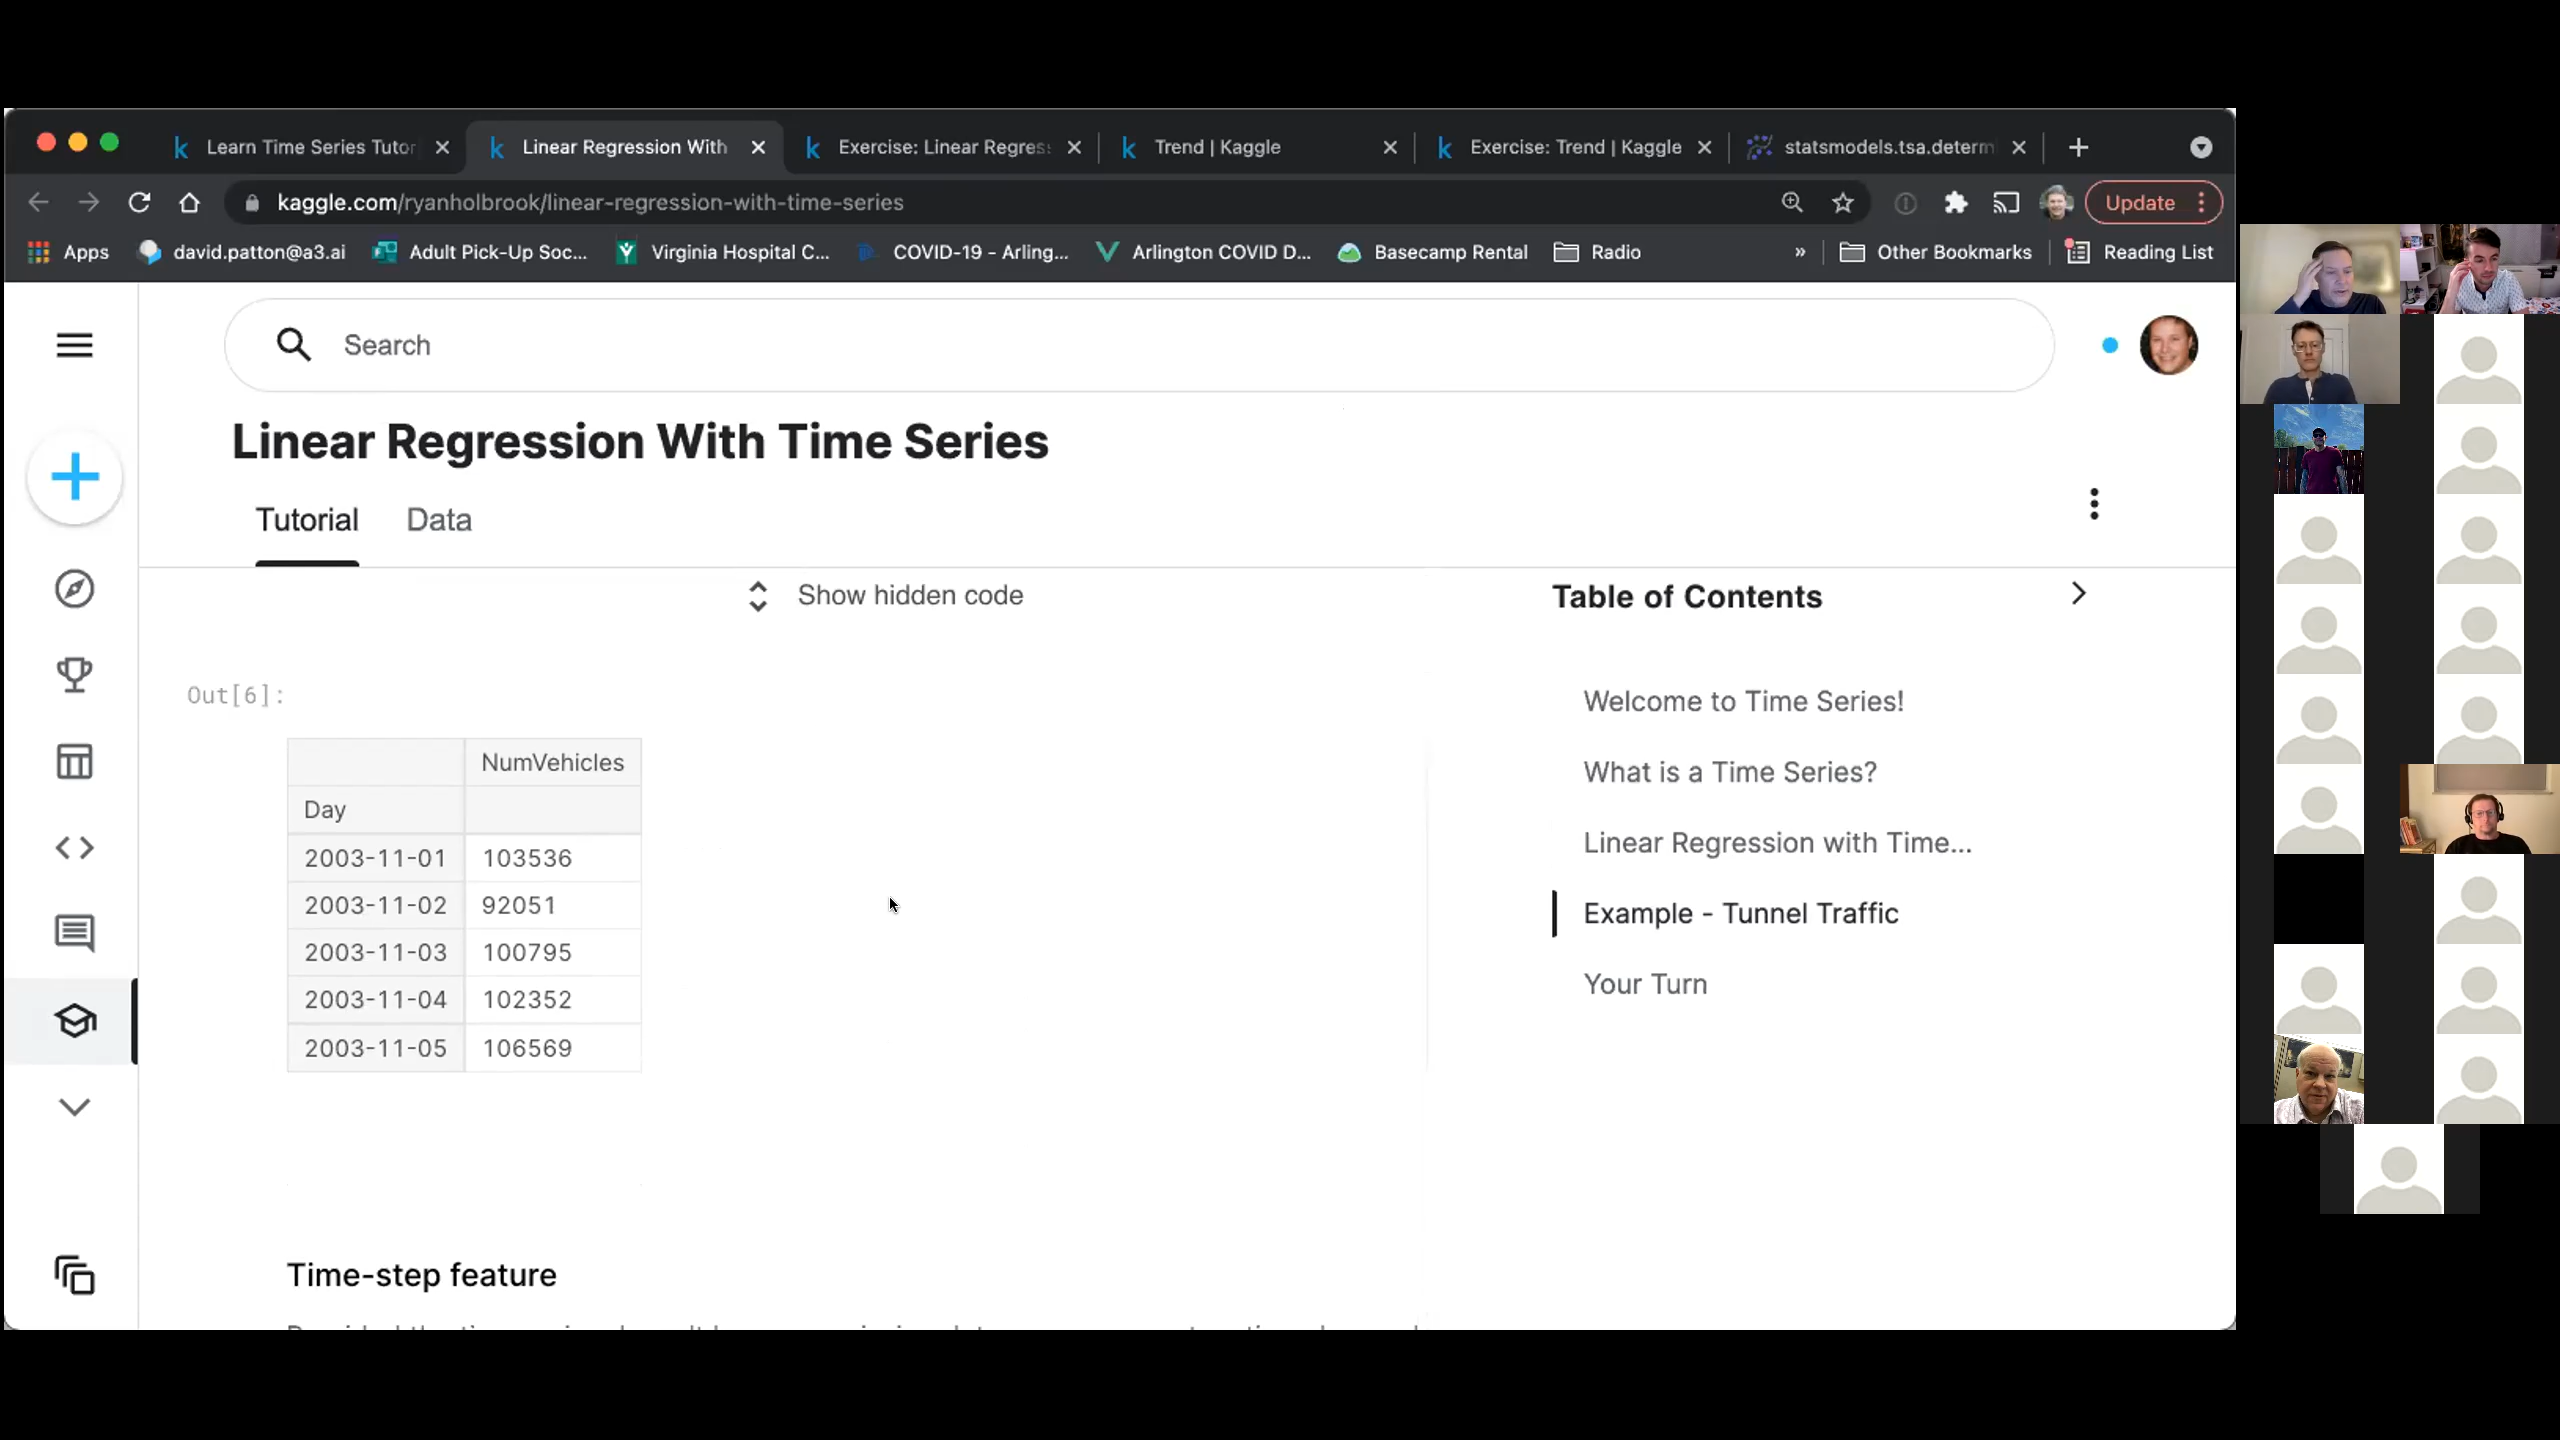 Learn Time Series Tutor
Linear Regression With
Exercise: Linear Regres
Trend | Kaggle
Exercise: Trend | Kaggle
statsmodels.tsa.determ
kaggle.com/ryanholbrook/linear-regression-with-time-series
Update
Apps
david.patton@a3.ai
Adult Pick-Up Soc...
Virginia Hospital C...
COVID-19 - Arling...
Arlington COVID D...
Basecamp Rental
Radio
»
Other Bookmarks
Reading List
Search
Linear Regression With Time Series
Tutorial
Data
Show hidden code
Table of Contents
Welcome to Time Series!
What is a Time Series?
Linear Regression with Time...
Example - Tunnel Traffic
Your Turn
Out[6]:
NumVehicles
Day
2003-11-01 103536
2003-11-02 92051
2003-11-03 100795
2003-11-04 102352
2003-11-05 106569
Time-step feature